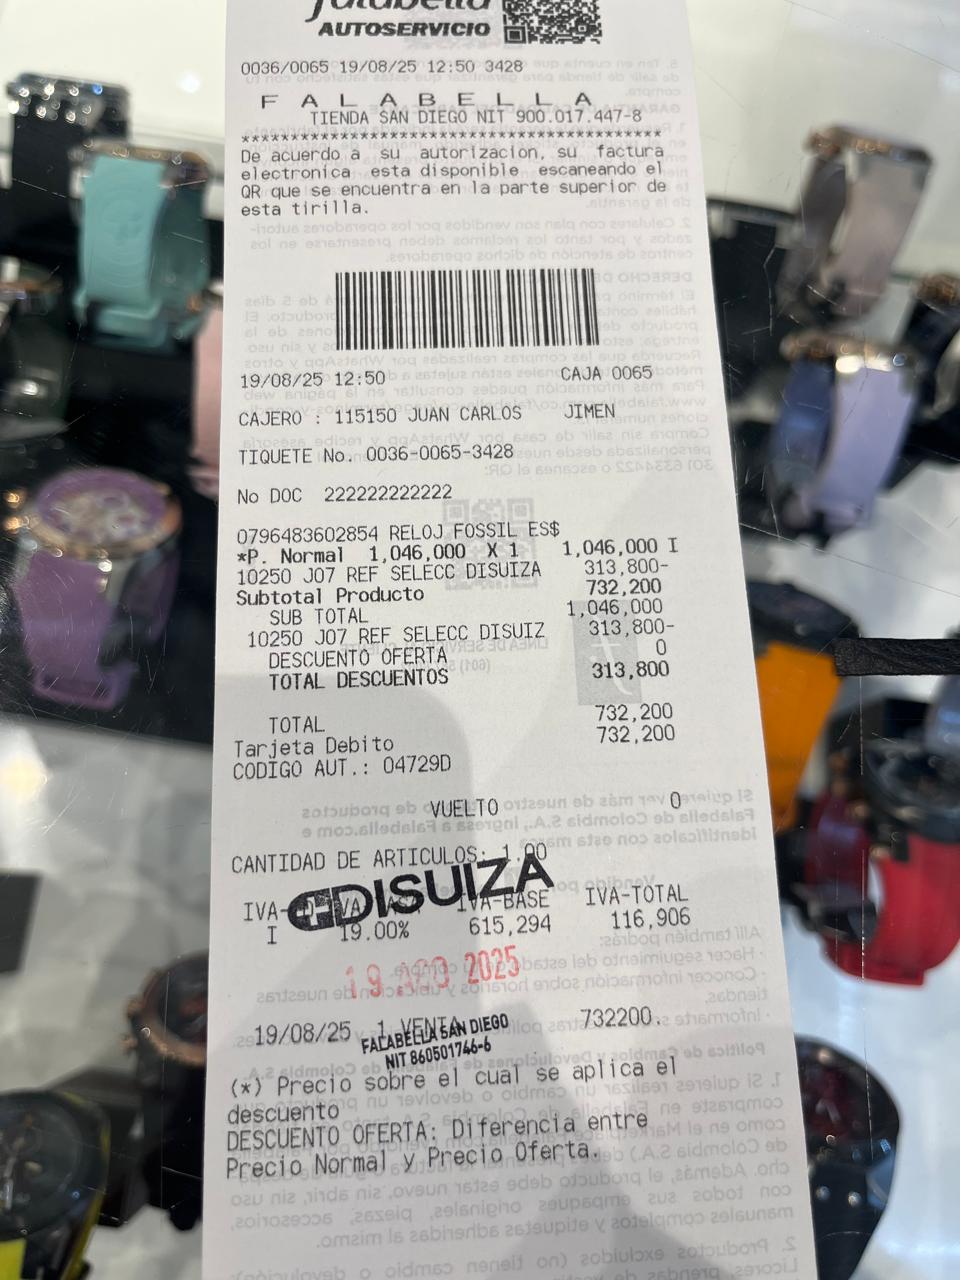 falabella
AUTOSERVICIO
0036/0065 19/08/25 12:50 3428
F A L A B E L L A
TIENDA SAN DIEGO NIT 900.017.447-8
******************************************
De acuerdo a su autorizacion, su factura
electronica esta disponible escaneando el
QR que se encuentra en la parte superior de
esta tirilla.
19/08/25 12:50 CAJA 0065
CAJERO : 115150 JUAN CARLOS JIMEN
TIQUETE No. 0036-0065-3428
No DOC 222222222222
0796483602854 RELOJ FOSSIL ES$
*P. Normal 1,046,000 X 1 1,046,000 I
10250 J07 REF SELECC DISUIZA 313,800-
Subtotal Producto 732,200
SUB TOTAL 1,046,000
10250 J07 REF SELECC DISUIZ 313,800-
DESCUENTO OFERTA 0
TOTAL DESCUENTOS 313,800
TOTAL 732,200
Tarjeta Debito 732,200
CODIGO AUT.: 04729D
VUELTO 0
CANTIDAD DE ARTICULOS: 1.00
DISUIZA
IVA- IVA-BASE IVA-TOTAL
I 19.00% 615,294 116,906
19 AGO 2025
19/08/25 1 VENTA 732200.
FALABELLA SAN DIEGO
NIT 860501746-6
(*) Precio sobre el cual se aplica el
descuento
DESCUENTO OFERTA: Diferencia entre
Precio Normal y Precio Oferta.